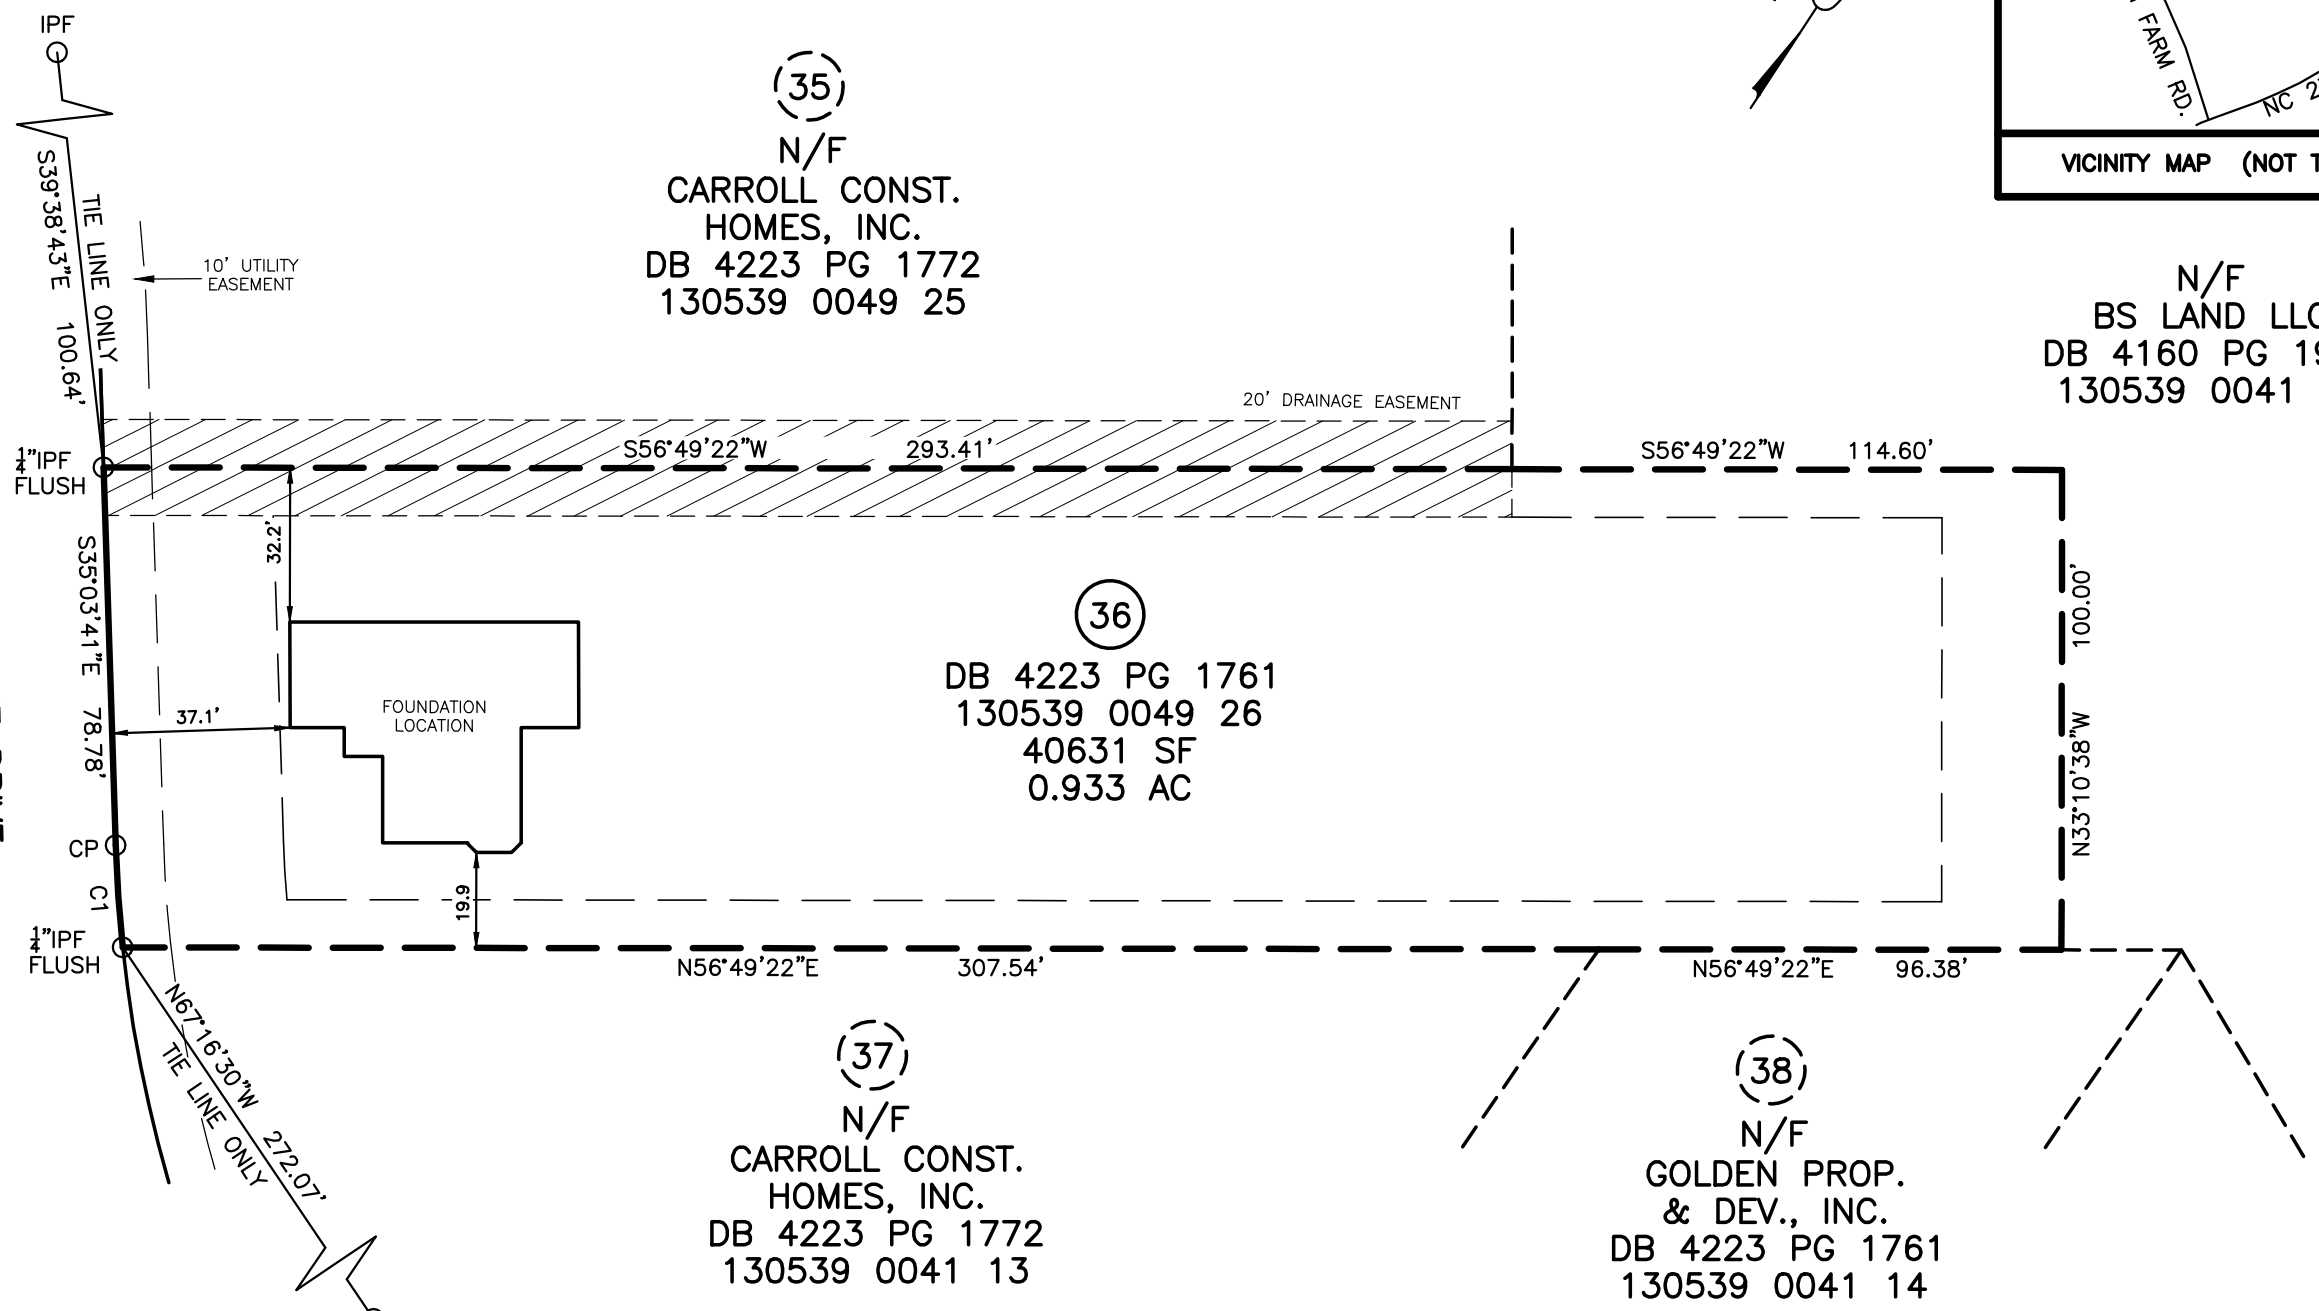 IPF
S39°38'43"E 100.64'
TIE LINE ONLY
10' UTILITY
EASEMENT
35
N/F
CARROLL CONST.
HOMES, INC.
DB 4223 PG 1772
130539 0049 25
FARM RD.
NC
VICINITY MAP (NOT
N/F
BS LAND
DB 4160 PG
130539 0041
20' DRAINAGE EASEMENT
S56°49'22"W 293.41'
S56°49'22"W 114.60'
1/4"IPF
FLUSH
32.2'
S35°03'41"E 78.78'
37.1'
FOUNDATION
LOCATION
36
DB 4223 PG 1761
130539 0049 26
40631 SF
0.933 AC
N33°10'38"W 100.00'
CP
C1
19.9
1/4"IPF
FLUSH
N56°49'22"E 307.54'
N56°49'22"E 96.38'
N67°16'30"W 272.07'
TIE LINE ONLY
37
N/F
CARROLL CONST.
HOMES, INC.
DB 4223 PG 1772
130539 0041 13
38
N/F
GOLDEN PROP.
& DEV., INC.
DB 4223 PG 1761
130539 0041 14